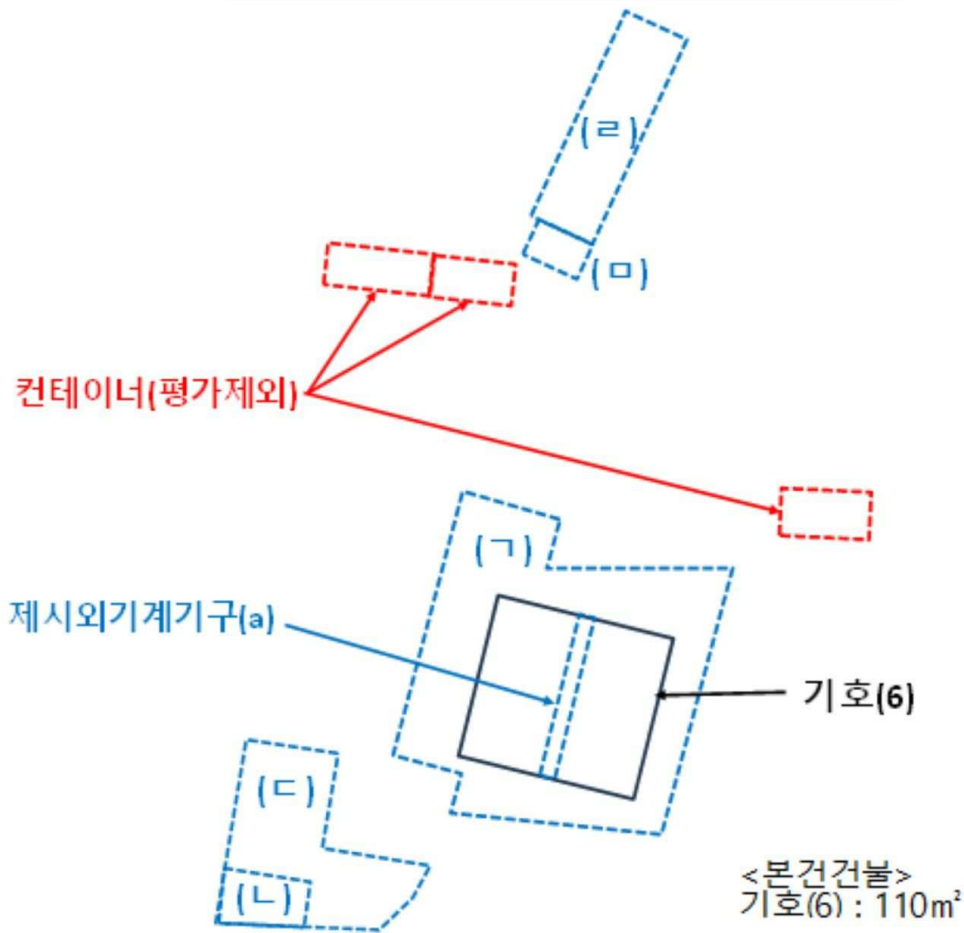 (ㄹ)
(ㅁ)
컨테이너(평가제외)
(ㄱ)
제시외기계기구(a)
기호(6)
(ㄷ)
(ㄴ)
<본건건물>
기호(6) : 110㎡